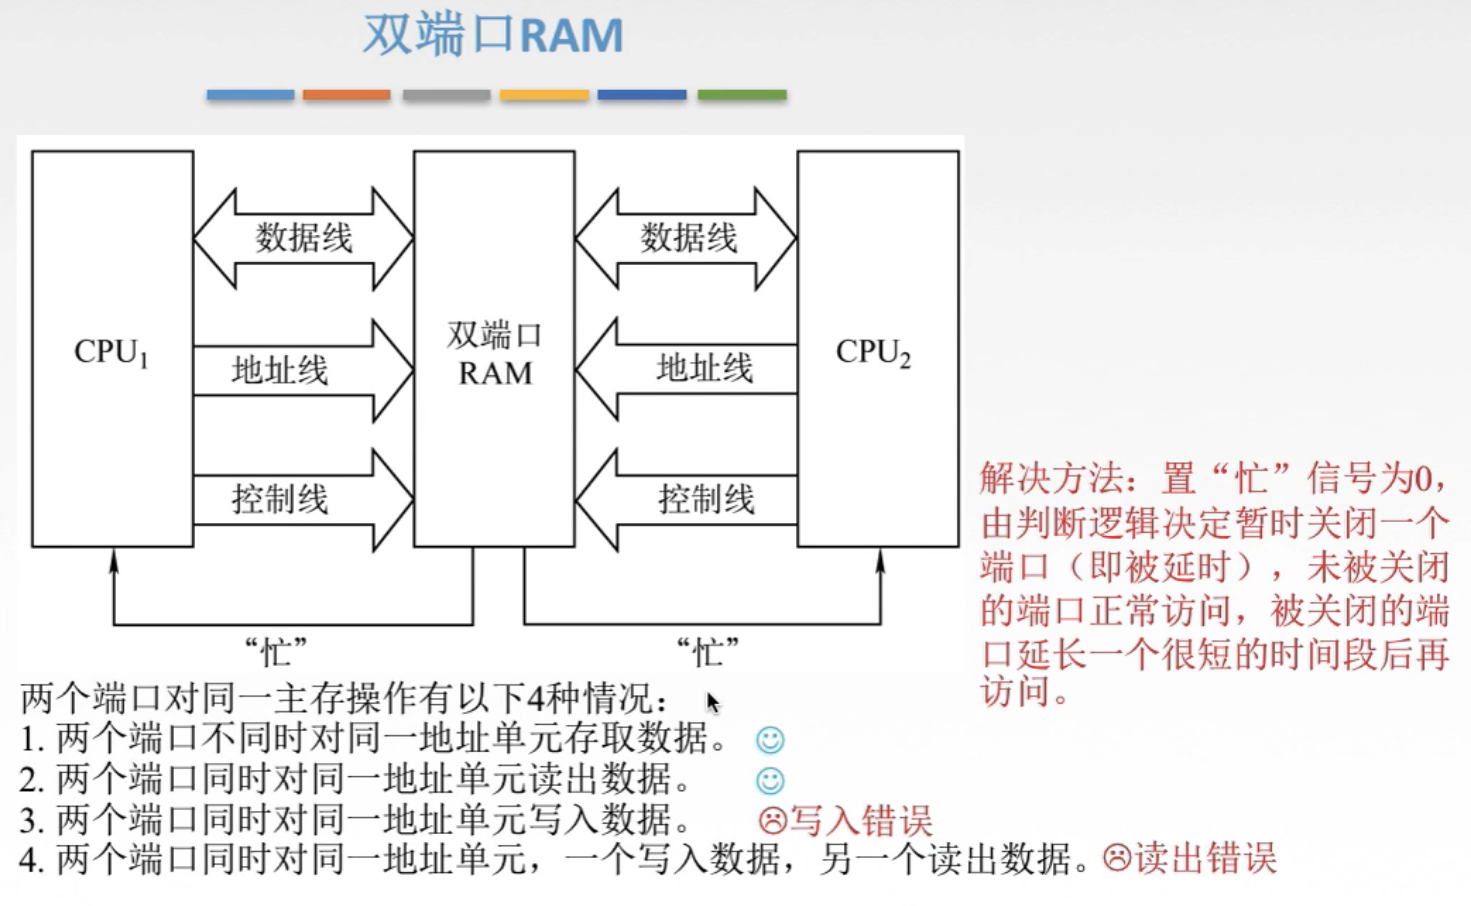 双端口RAM
数据线
数据线
CPU₁
双端口
RAM
CPU₂
地址线
地址线
控制线
控制线
“忙”
“忙”
解决方法：置“忙”信号为0，
由判断逻辑决定暂时关闭一个
端口（即被延时），未被关闭
的端口正常访问，被关闭的端
口延长一个很短的时间段后再
访问。
两个端口对同一主存操作有以下4种情况：
1. 两个端口不同时对同一地址单元存取数据。
2. 两个端口同时对同一地址单元读出数据。
3. 两个端口同时对同一地址单元写入数据。 写入错误
4. 两个端口同时对同一地址单元，一个写入数据，另一个读出数据。 读出错误